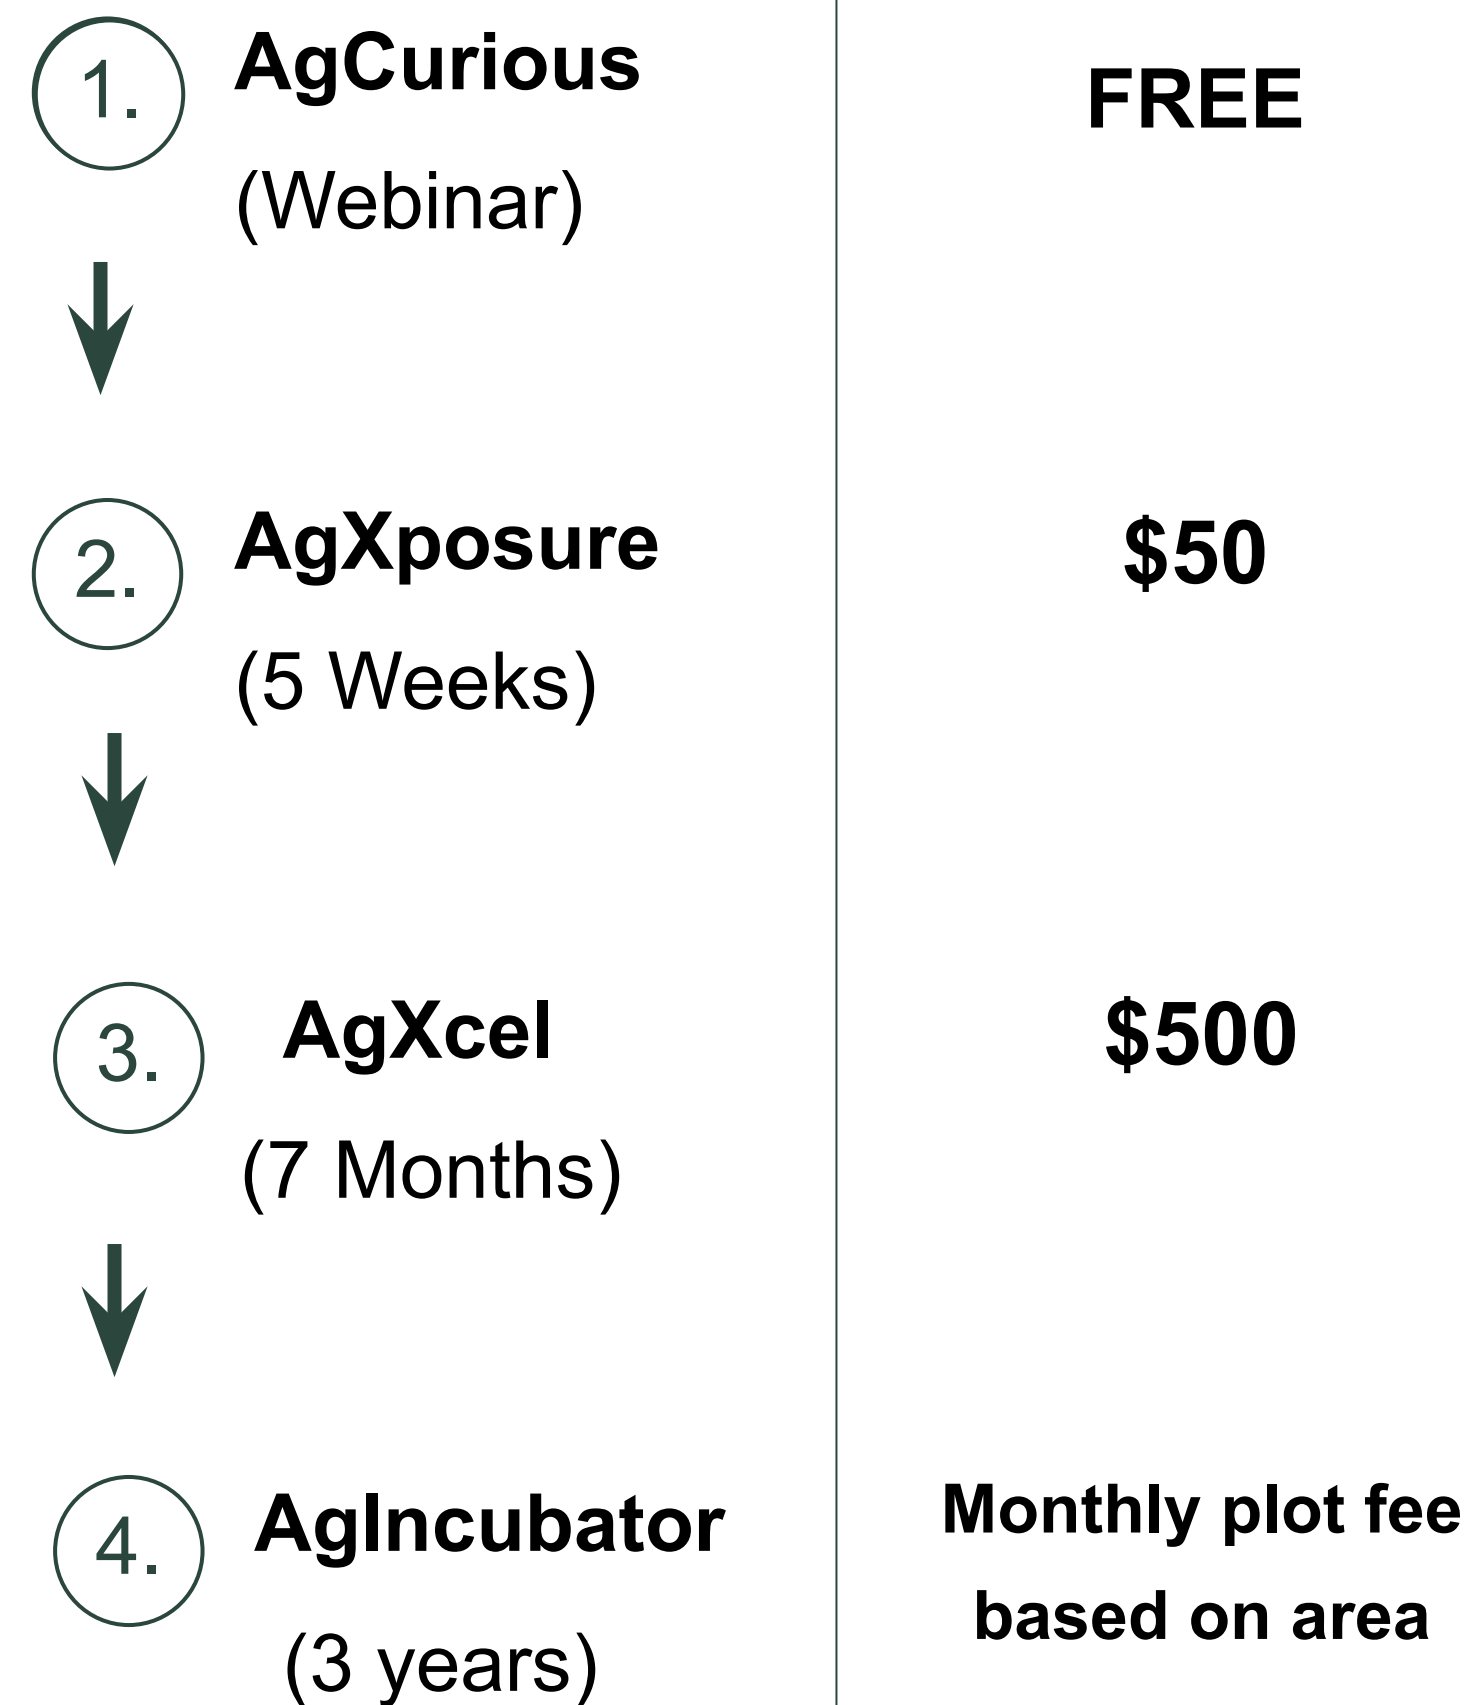 1.
AgCurious
(Webinar)
FREE
2.
AgXposure
(5 Weeks)
$50
3.
AgXcel
(7 Months)
$500
4.
AgIncubator
(3 years)
Monthly plot fee
based on area